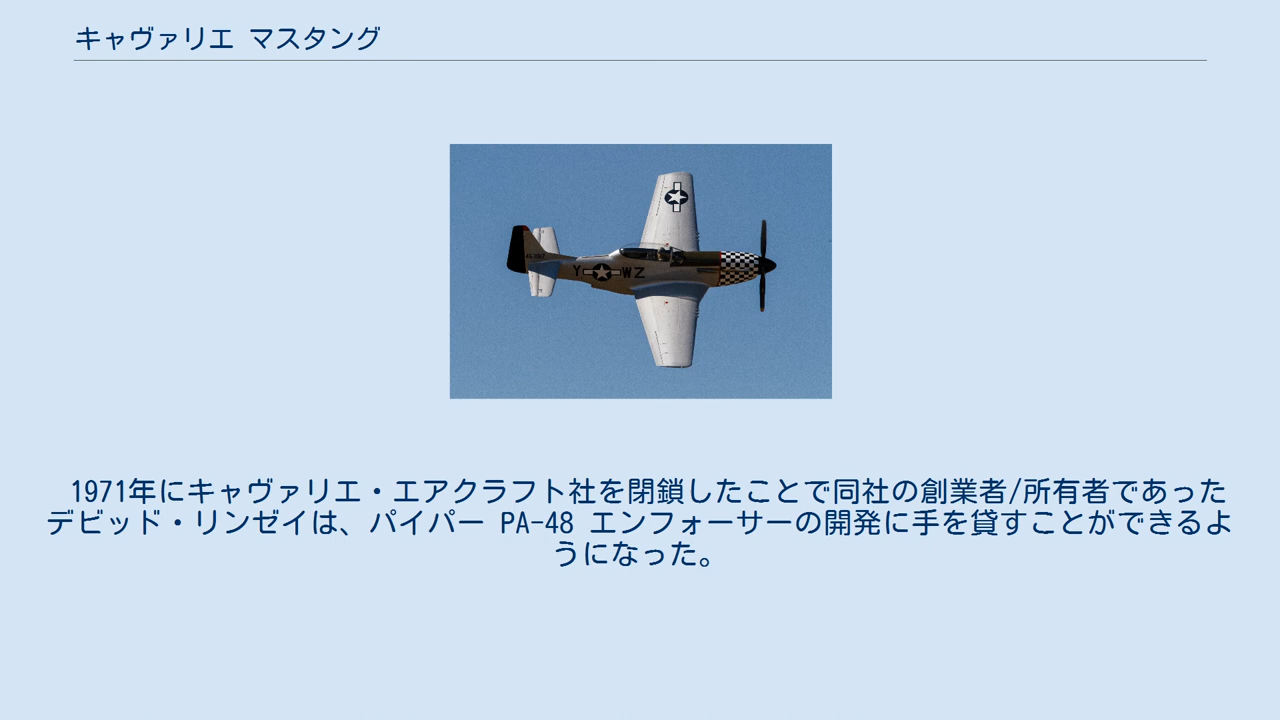 キャヴァリエ マスタング
Y WZ
1971年にキャヴァリエ・エアクラフト社を閉鎖したことで同社の創業者/所有者であった
デビッド・リンゼイは、パイパー PA-48 エンフォーサーの開発に手を貸すことができるよ
うになった。